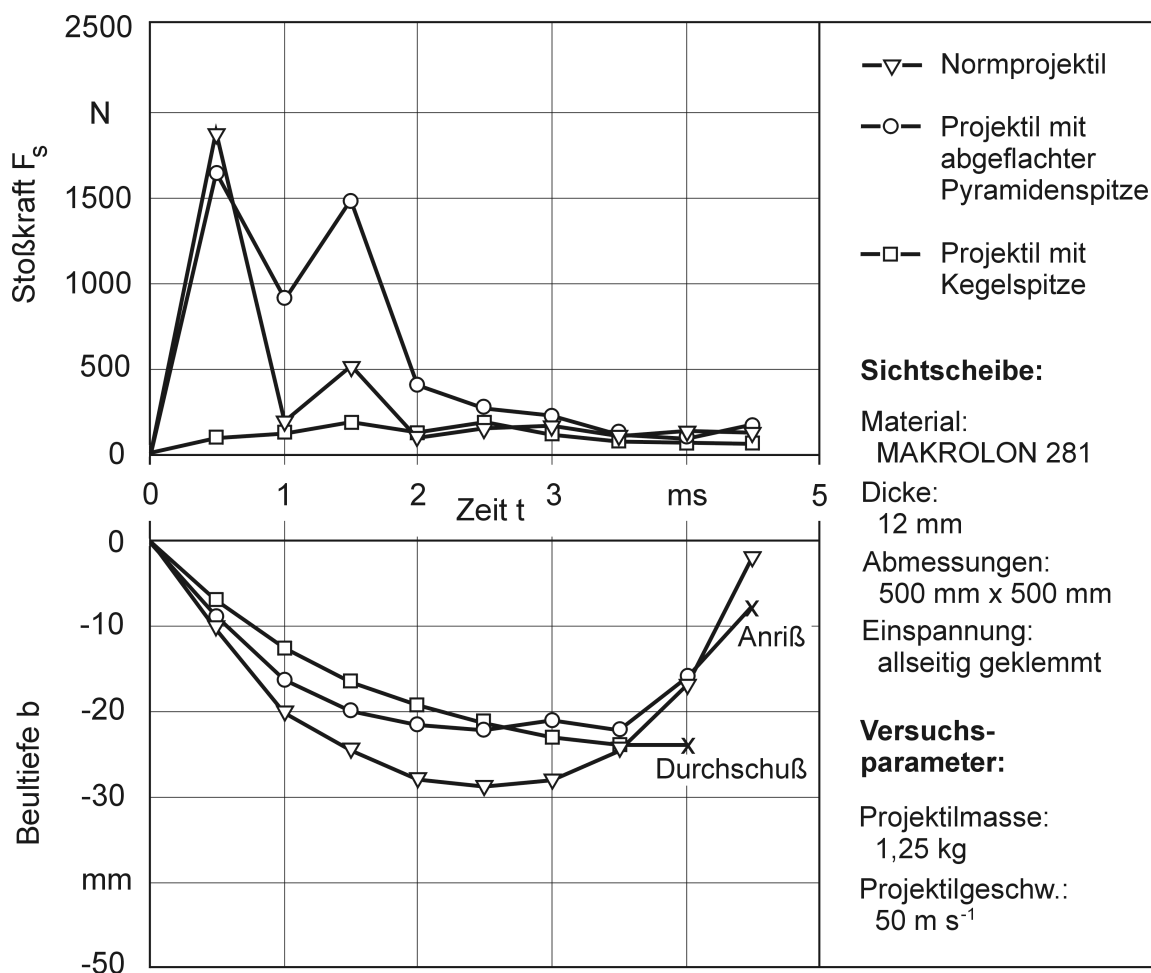 2500
N
1500
1000
500
0
Stoßkraft Fs
0 1 2 3 ms 5
Zeit t
0
-10
-20
-30
mm
-50
Beultiefe b
Anriß
Durchschuß
Normprojektil
Projektil mit
abgeflachter
Pyramidenspitze
Projektil mit
Kegelspitze
Sichtscheibe:
Material:
MAKROLON 281
Dicke:
12 mm
Abmessungen:
500 mm x 500 mm
Einspannung:
allseitig geklemmt
Versuchs-
parameter:
Projektilmasse:
1,25 kg
Projektilgeschw.:
50 m s-1